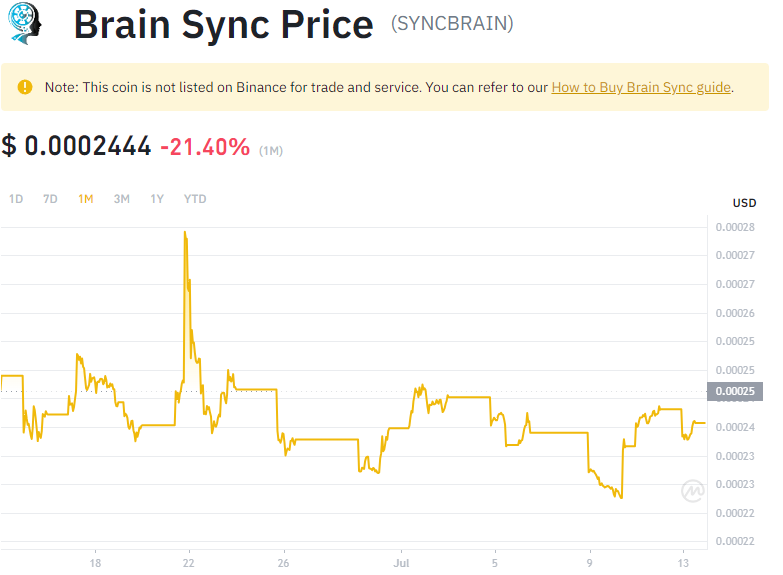 Brain Sync Price (SYNCBRAIN)
Note: This coin is not listed on Binance for trade and service. You can refer to our How to Buy Brain Sync guide.
$ 0.0002444 -21.40% (1M)
1D 7D 1M 3M 1Y YTD
USD
0.00028
0.00027
0.00027
0.00026
0.00025
0.00025
0.00025
0.00024
0.00023
0.00023
0.00022
0.00022
18 22 26 Jul 5 9 13